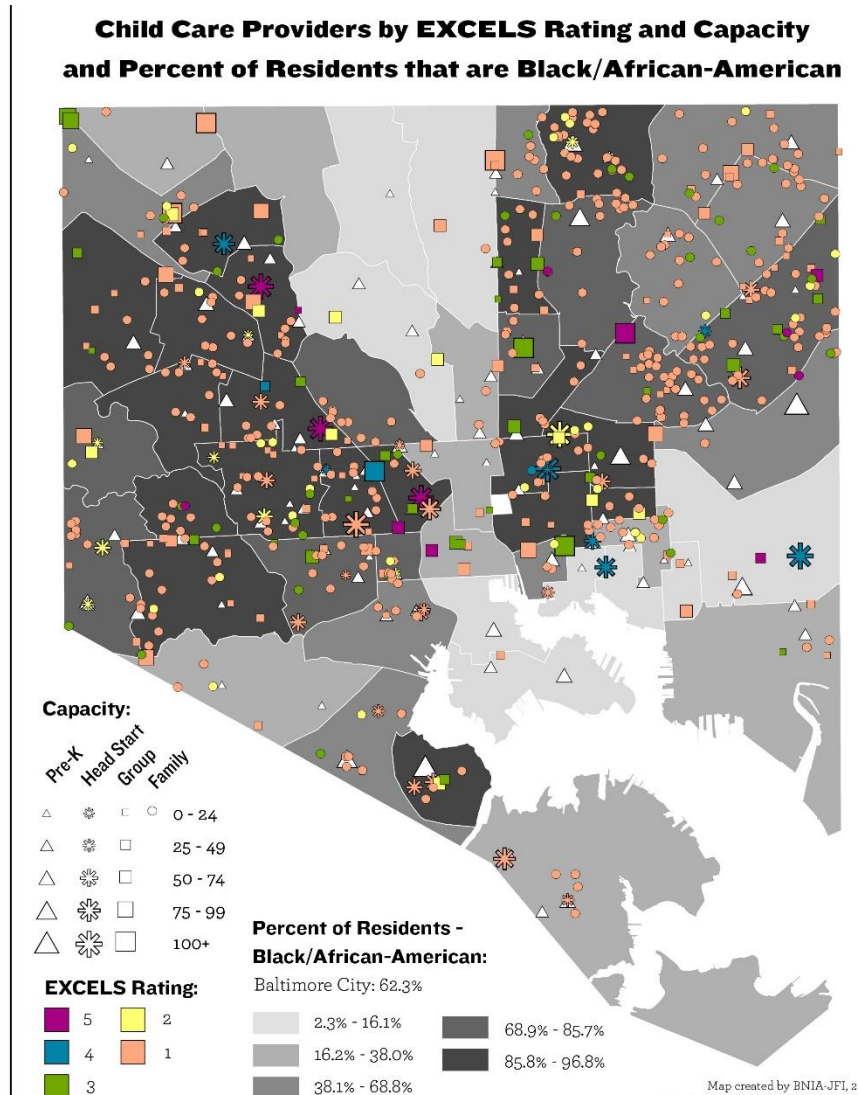 Child Care Providers by EXCELS Rating and Capacity
and Percent of Residents that are Black/African-American
Capacity:
Pre-K
Head Start
Group
Family
0 - 24
25 - 49
50 - 74
75 - 99
100+
EXCELS Rating:
5
2
4
1
3
Percent of Residents -
Black/African-American:
Baltimore City: 62.3%
2.3% - 16.1%
68.9% - 85.7%
16.2% - 38.0%
85.8% - 96.8%
38.1% - 68.8%
Map created by BNIA-JFI, 2